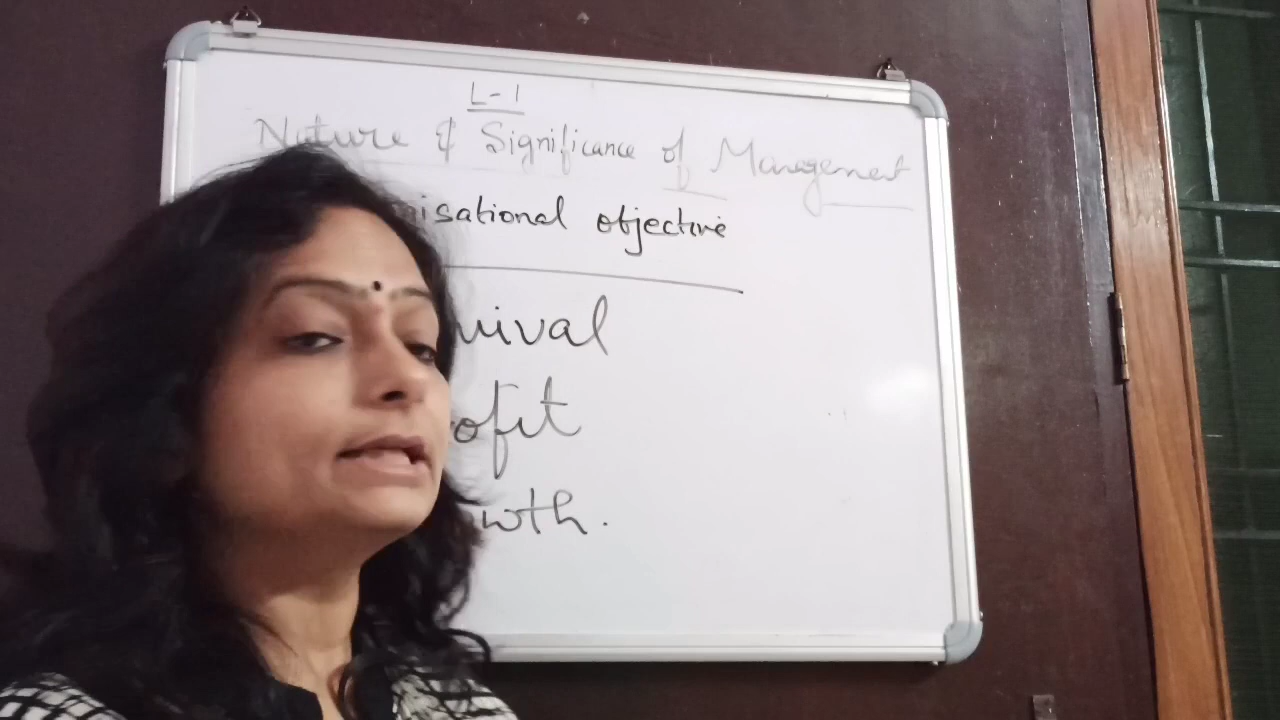 L-1
Nature & Significance of Management
nisational objective
vival
ofit
wth.